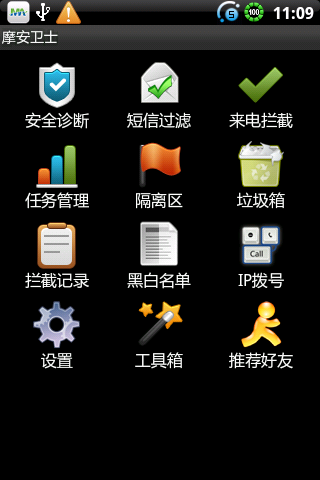 11:09
摩安卫士
安全诊断 短信过滤 来电拦截
任务管理 隔离区 垃圾箱
Call
拦截记录 黑白名单 IP拨号
设置 工具箱 推荐好友